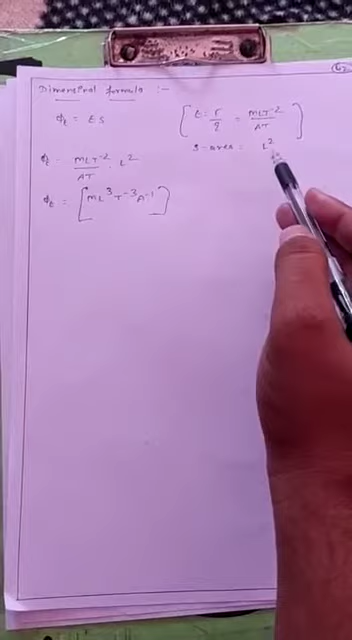 Dimensional formula :-
ϕE = ES [E = F/q = MLT⁻²/AT]
S - area = L²
ϕE = MLT⁻²/AT · L²
ϕE = [ML³T⁻³A⁻¹]